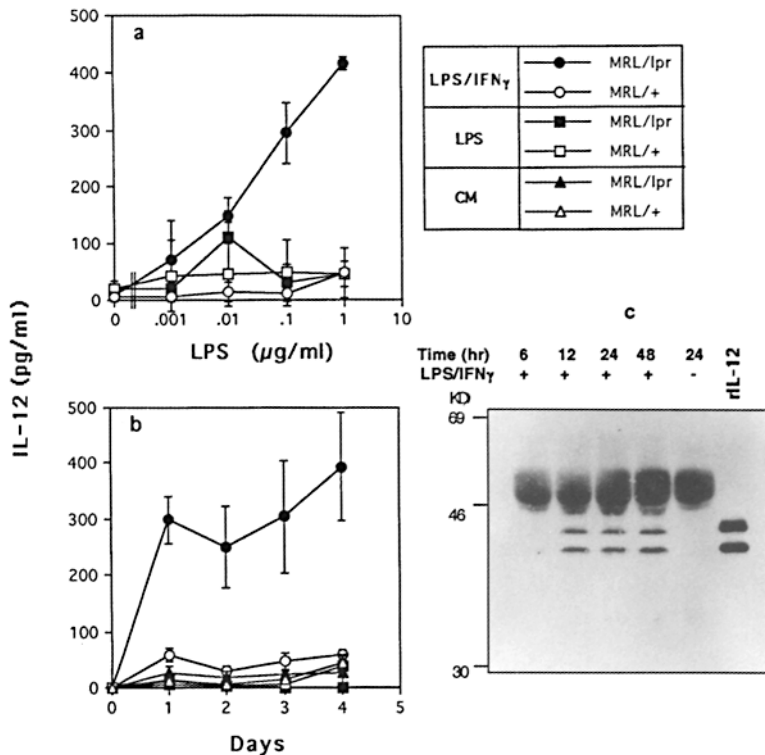 a
500
400
300
200
100
50
0
0 .001 .01 .1 1 10
LPS (µg/ml)
IL-12 (pg/ml)
LPS/IFNγ
MRL/lpr
MRL/+
LPS
MRL/lpr
MRL/+
CM
MRL/lpr
MRL/+
b
500
400
300
200
100
50
0
0 1 2 3 4 5
Days
c
Time (hr) 6 12 24 48 24
LPS/IFNγ + + + + -
rIL-12
KD
69
46
30